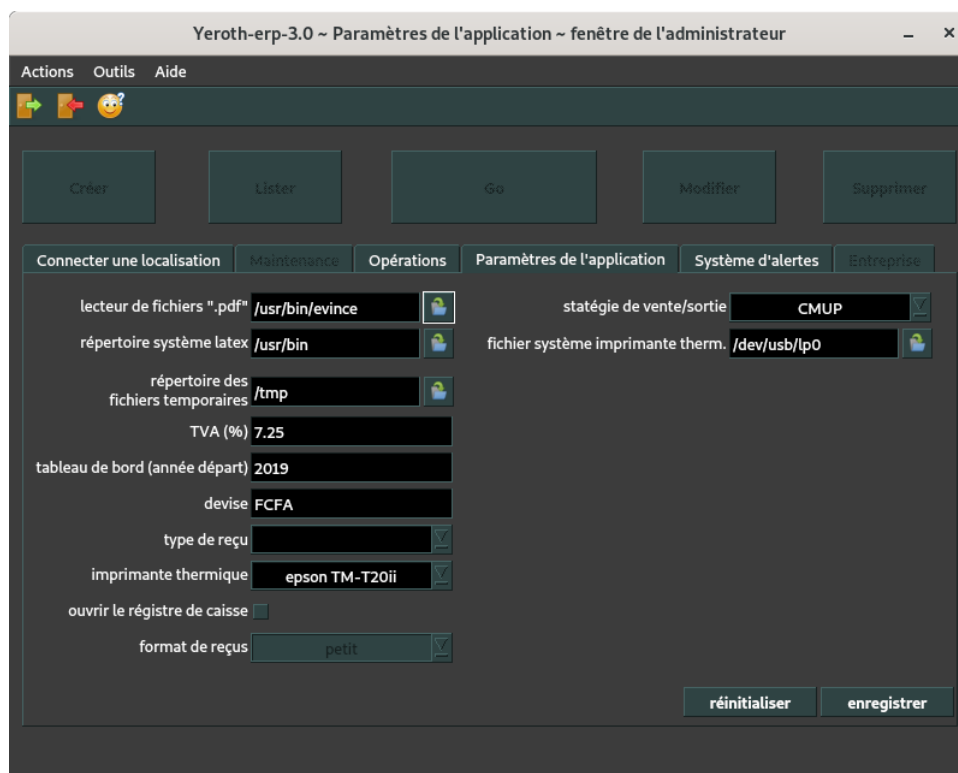 Yeroth-erp-3.0 ~ Paramètres de l'application ~ fenêtre de l'administrateur
Actions Outils Aide
Créer Lister Go Modifier Supprimer
Connecter une localisation Maintenance Opérations Paramètres de l'application Système d'alertes Entreprise
lecteur de fichiers ".pdf" /usr/bin/evince
répertoire système latex /usr/bin
répertoire des
fichiers temporaires /tmp
TVA (%) 7.25
tableau de bord (année départ) 2019
devise FCFA
type de reçu
imprimante thermique epson TM-T20ii
ouvrir le régistre de caisse
format de reçus petit
statégie de vente/sortie CMUP
fichier système imprimante therm. /dev/usb/lp0
réinitialiser enregistrer